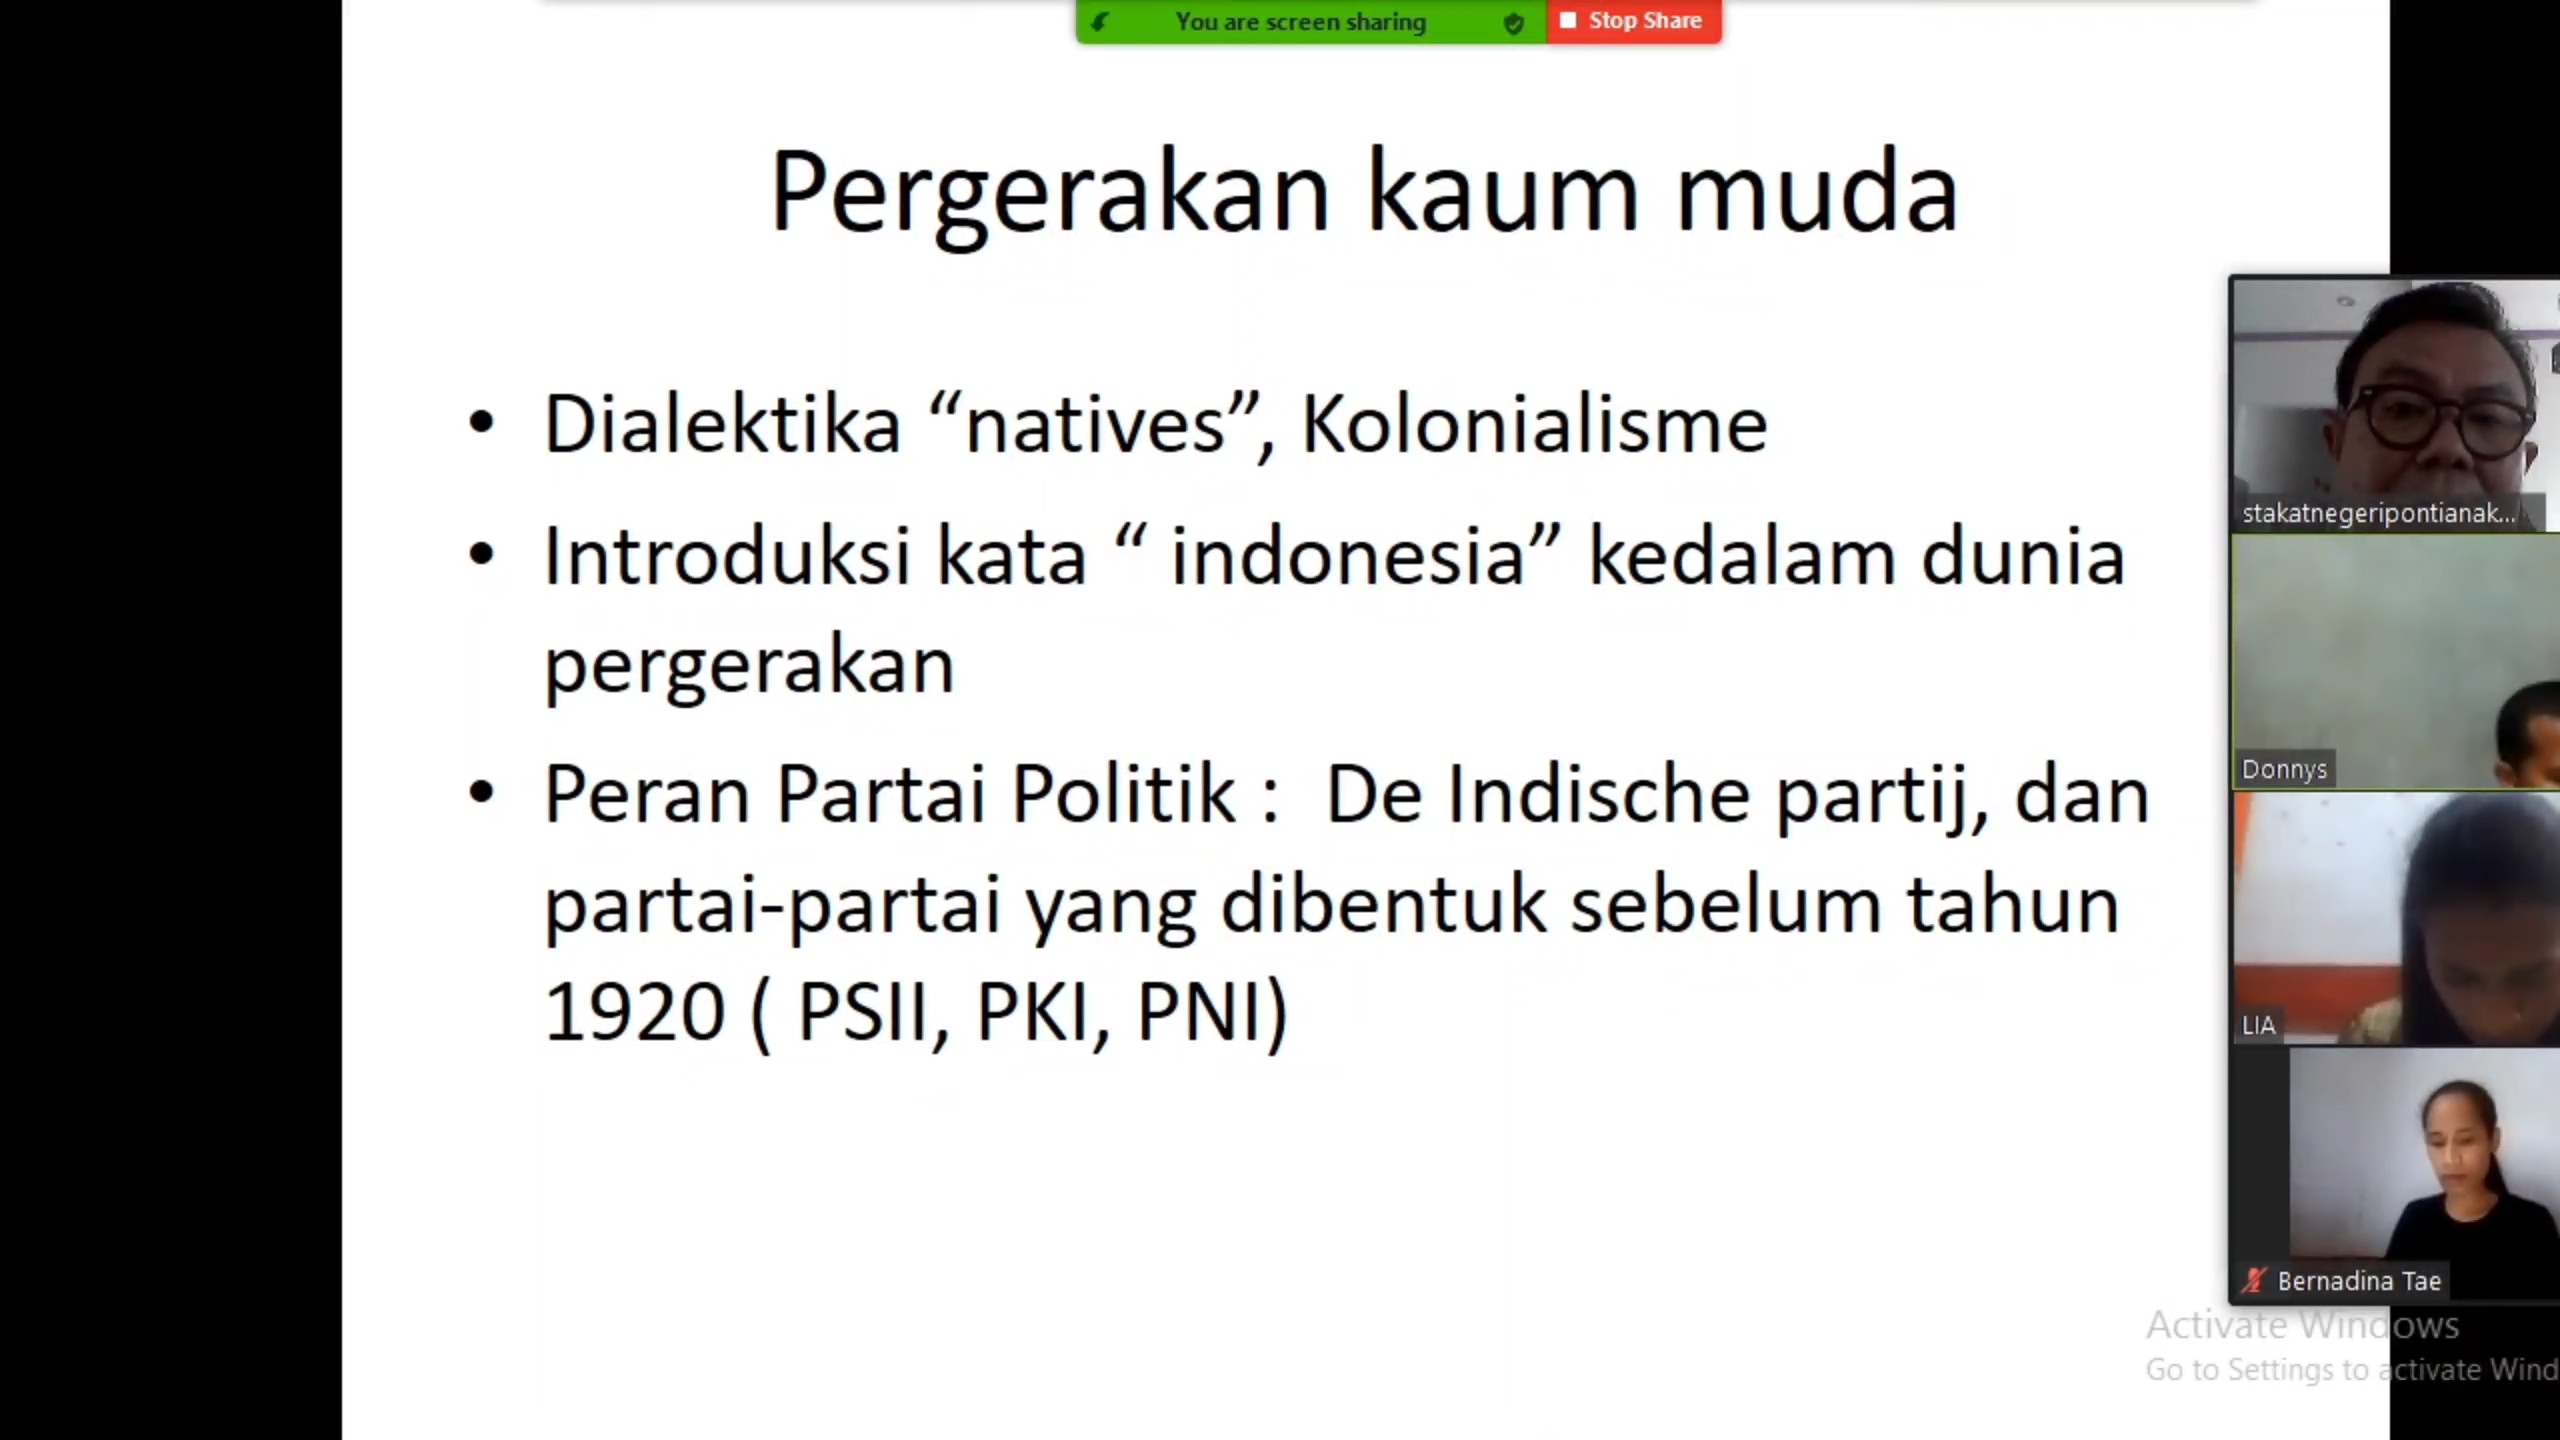 You are screen sharing
Stop Share
Pergerakan kaum muda
• Dialektika “natives”, Kolonialisme
• Introduksi kata “ indonesia” kedalam dunia
pergerakan
• Peran Partai Politik :  De Indische partij, dan
partai-partai yang dibentuk sebelum tahun
1920 ( PSII, PKI, PNI)
stakatnegeripontianak...
Donnys
LIA
Bernadina Tae
Activate Windows
Go to Settings to activate Wind